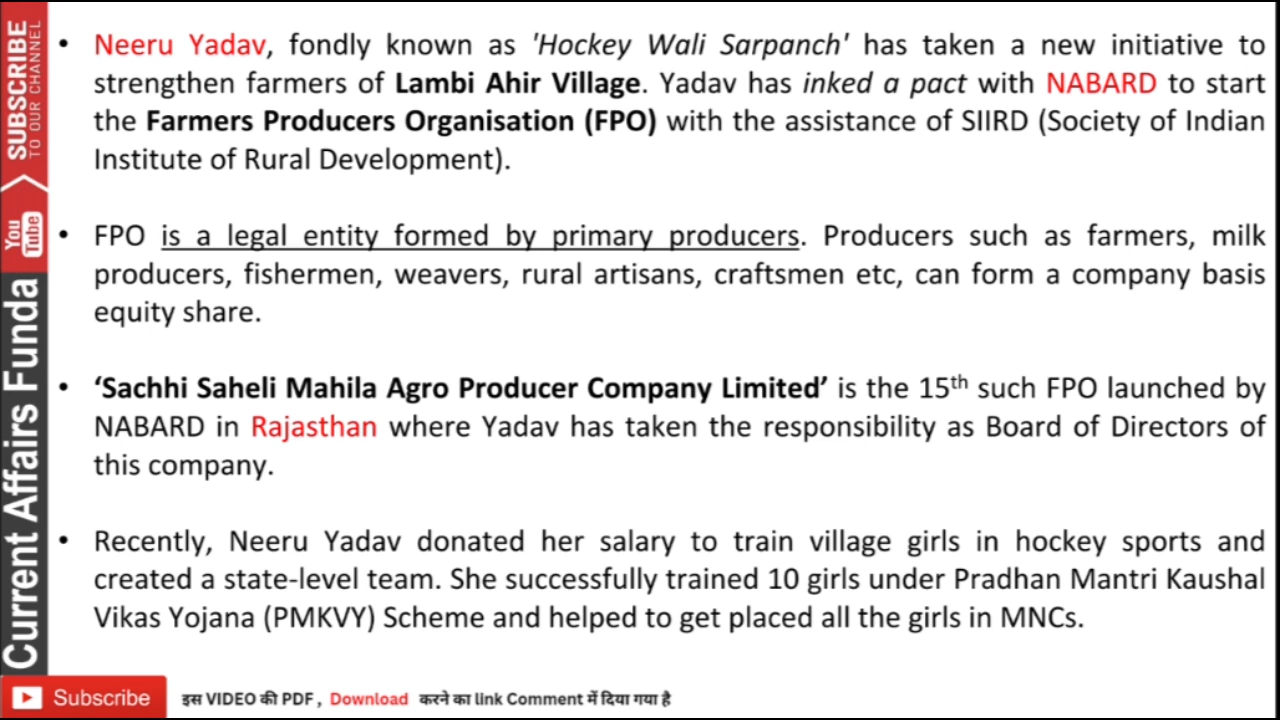 • Neeru Yadav, fondly known as 'Hockey Wali Sarpanch' has taken a new initiative to
strengthen farmers of Lambi Ahir Village. Yadav has inked a pact with NABARD to start
the Farmers Producers Organisation (FPO) with the assistance of SIIRD (Society of Indian
Institute of Rural Development).
• FPO is a legal entity formed by primary producers. Producers such as farmers, milk
producers, fishermen, weavers, rural artisans, craftsmen etc, can form a company basis
equity share.
• ‘Sachhi Saheli Mahila Agro Producer Company Limited’ is the 15th such FPO launched by
NABARD in Rajasthan where Yadav has taken the responsibility as Board of Directors of
this company.
• Recently, Neeru Yadav donated her salary to train village girls in hockey sports and
created a state-level team. She successfully trained 10 girls under Pradhan Mantri Kaushal
Vikas Yojana (PMKVY) Scheme and helped to get placed all the girls in MNCs.
SUBSCRIBE
TO OUR CHANNEL
You
Tube
Current Affairs Funda
Subscribe
इस VIDEO की PDF , Download करने का link Comment में दिया गया है